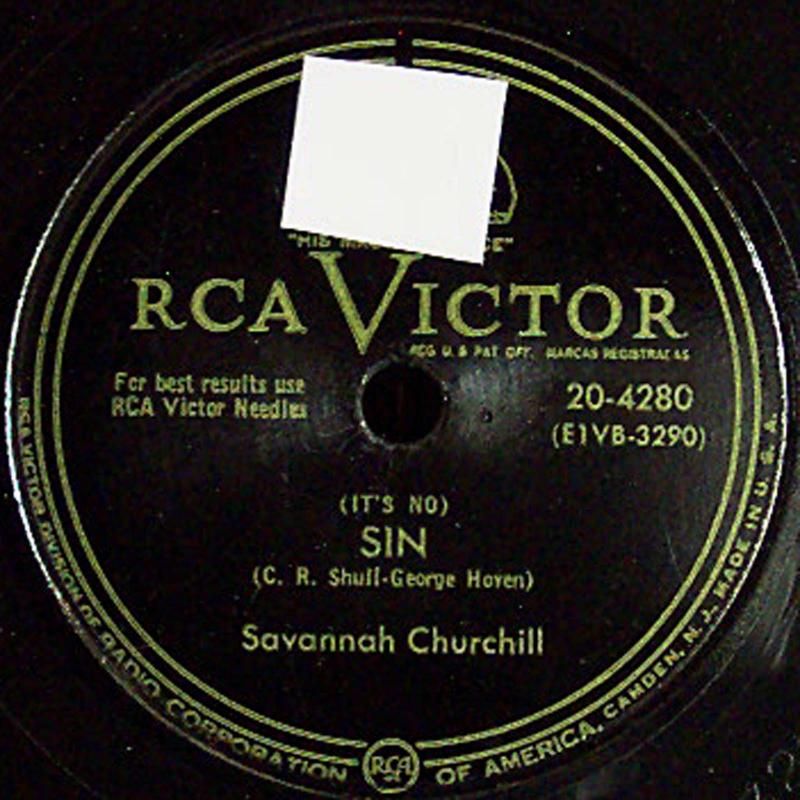 "HIS
RCA VICTOR
REG. U. S. PAT. OFF. MARCAS REGISTRADAS
For best results use
RCA Victor Needles
20-4280
(E1VB-3290)
(IT'S NO)
SIN
(C. R. Shull-George Hoven)
Savannah Churchill
RCA VICTOR DIVISION OF RADIO CORPORATION OF AMERICA, CAMDEN, N. J. MADE IN U. S. A.
RCA